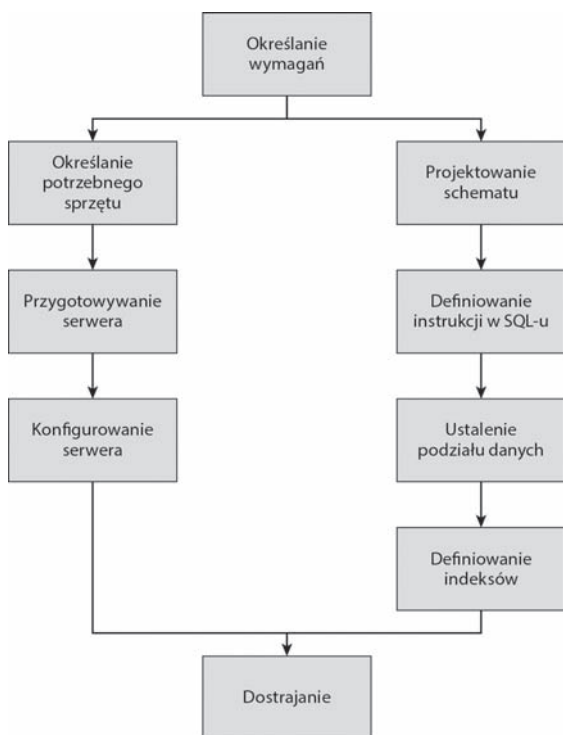 Określanie
wymagań
Określanie
potrzebnego
sprzętu
Przygotowywanie
serwera
Konfigurowanie
serwera
Projektowanie
schematu
Definiowanie
instrukcji w SQL-u
Ustalenie
podziału danych
Definiowanie
indeksów
Dostrajanie